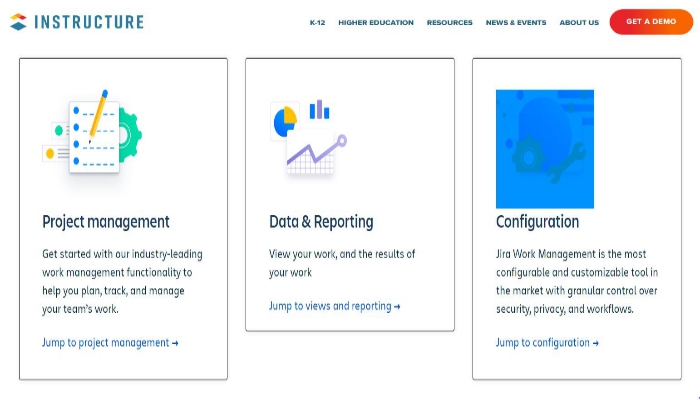 INSTRUCTURE
K-12 HIGHER EDUCATION RESOURCES NEWS & EVENTS ABOUT US GET A DEMO
Project management
Get started with our industry-leading
work management functionality to
help you plan, track, and manage
your team's work.
Jump to project management →
Data & Reporting
View your work, and the results of
your work
Jump to views and reporting →
Configuration
Jira Work Management is the most
configurable and customizable tool in
the market with granular control over
security, privacy, and workflows.
Jump to configuration →